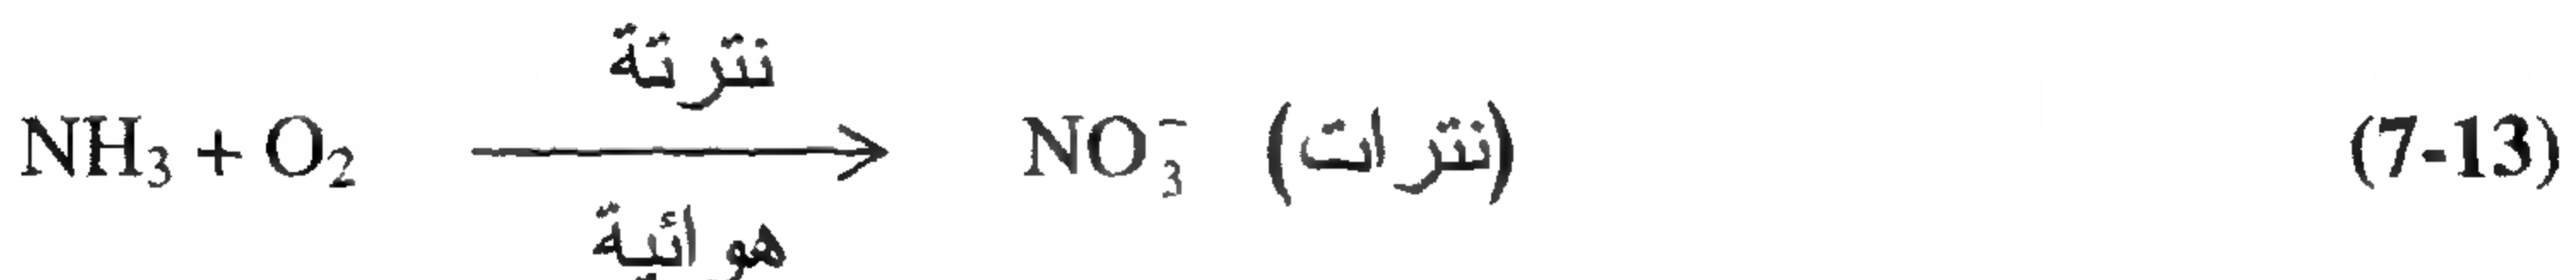 نترتة
NH₃ + O₂ ⟶ NO₃⁻ (نترات) (7-13)
هوائية